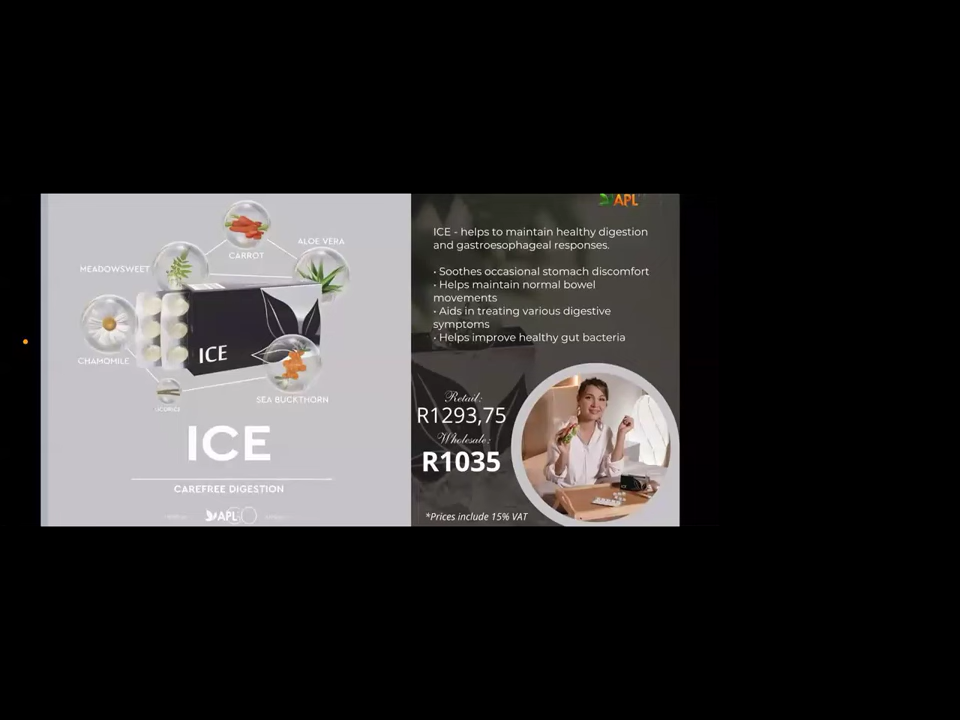 CARROT
ALOE VERA
MEADOWSWEET
ICE
CHAMOMILE
LICORICE
SEA BUCKTHORN
ICE
CAREFREE DIGESTION
APL
APL
ICE - helps to maintain healthy digestion
and gastroesophageal responses.
• Soothes occasional stomach discomfort
• Helps maintain normal bowel
movements
• Aids in treating various digestive
symptoms
• Helps improve healthy gut bacteria
Retail:
R1293,75
Wholesale:
R1035
*Prices include 15% VAT